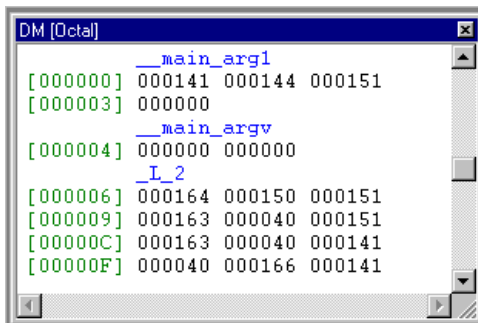 DM [Octal]
__main_arg1
[000000] 000141 000144 000151
[000003] 000000
__main_argv
[000004] 000000 000000
_L_2
[000006] 000164 000150 000151
[000009] 000163 000040 000151
[00000C] 000163 000040 000141
[00000F] 000040 000166 000141